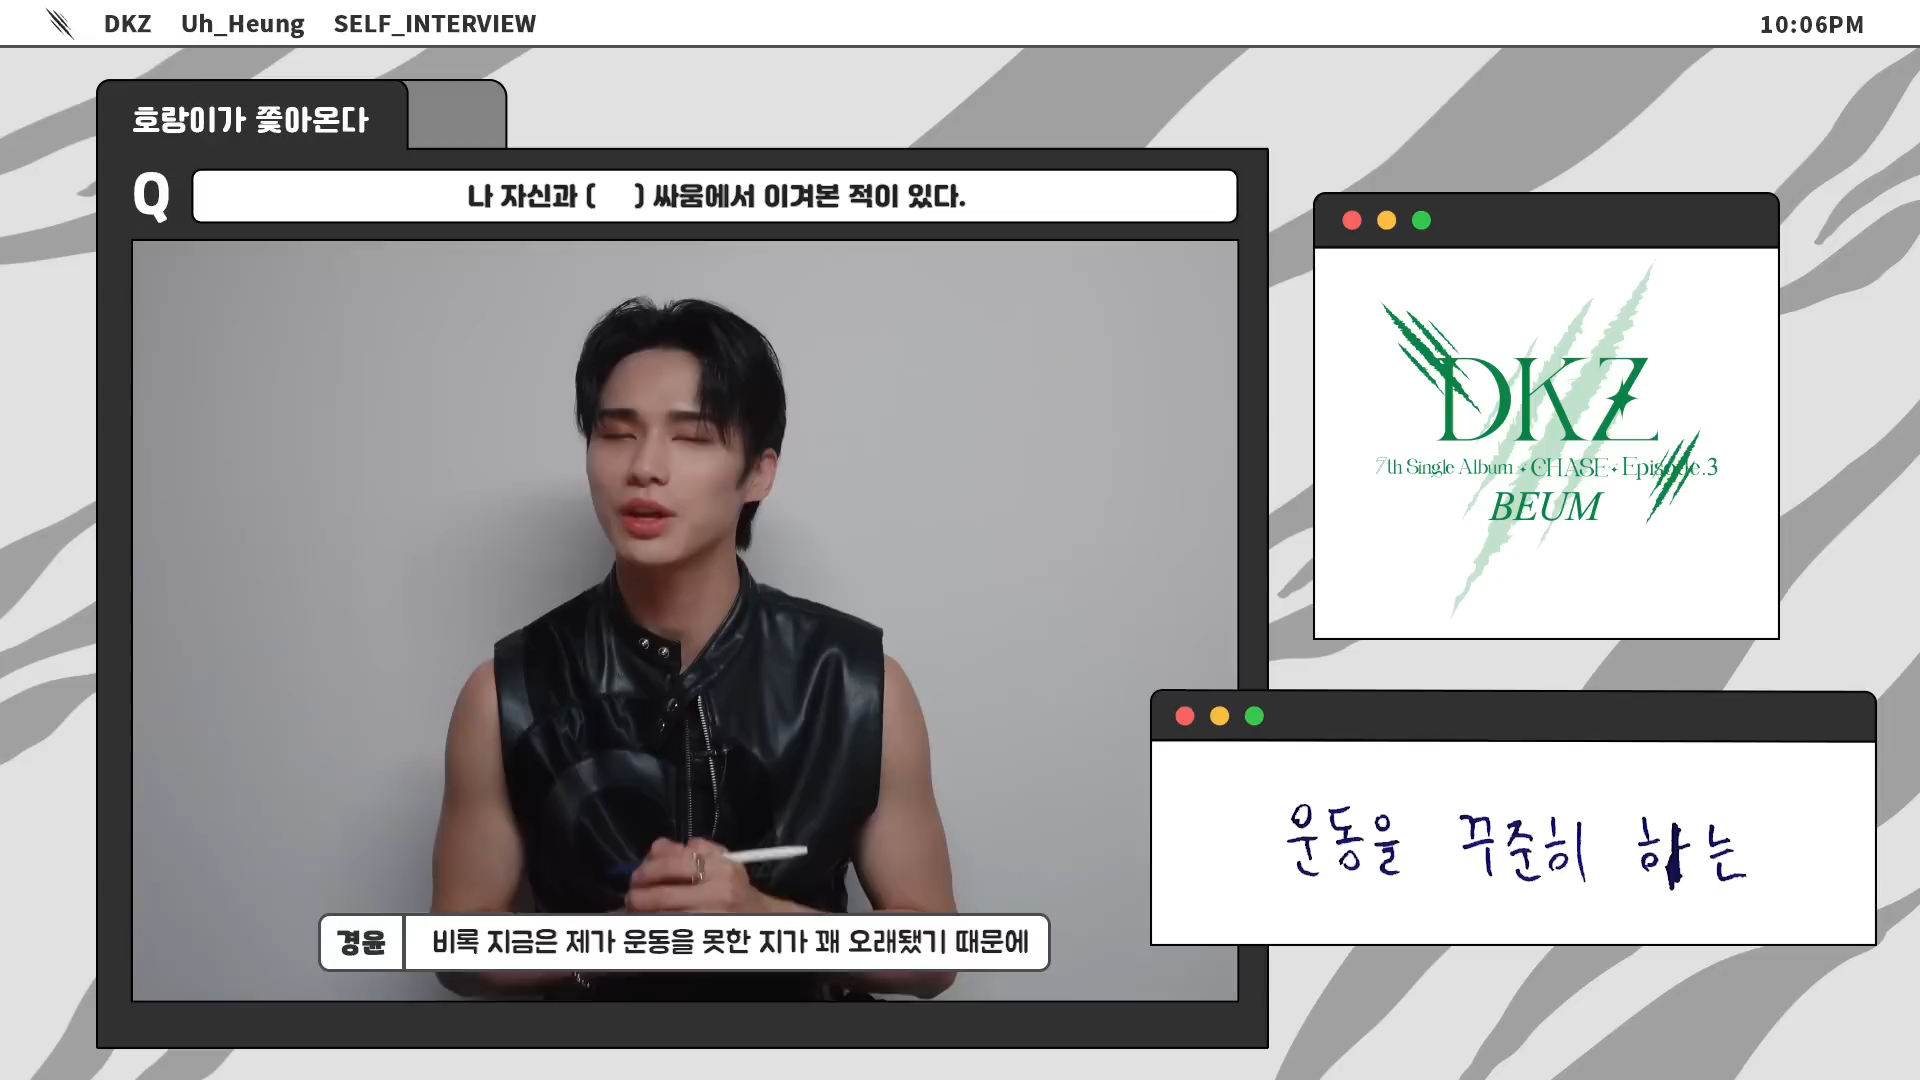 DKZ Uh_Heung SELF_INTERVIEW 10:06PM
호랑이가 쫓아온다
Q 나 자신과 ( ) 싸움에서 이겨본 적이 있다.
DKZ
7th Single Album CHASE Episode.3
BEUM
운동을 꾸준히 하는
경윤 비록 지금은 제가 운동을 못한 지가 꽤 오래됐기 때문에